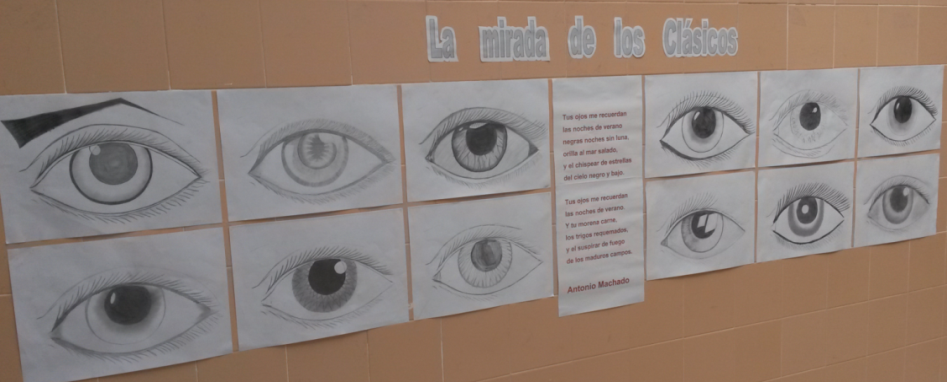 La mirada de los Clásicos
Tus ojos me recuerdan
las noches de verano
negras noches sin luna,
orilla al mar salado,
y el chispear de estrellas
del cielo negro y bajo.
Tus ojos me recuerdan
las noches de verano.
Y tu morena carne,
los trigos requemados,
y el suspirar de fuego
de los maduros campos.
Antonio Machado